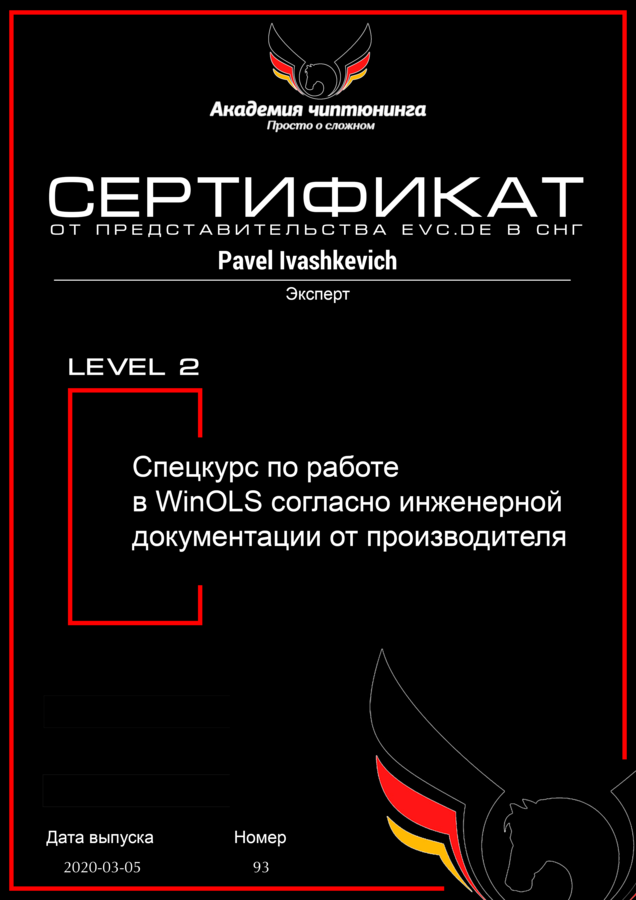 Академия чиптюнинга
Просто о сложном
СЕРТИФИКАТ
ОТ ПРЕДСТАВИТЕЛЬСТВА EVC.DE В СНГ
Pavel Ivashkevich
Эксперт
LEVEL 2
Спецкурс по работе
в WinOLS согласно инженерной
документации от производителя
Дата выпуска
Номер
2020-03-05
93